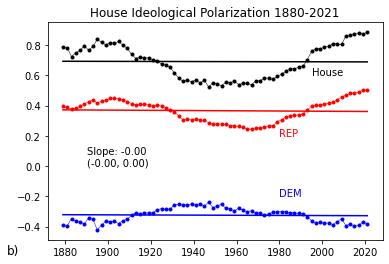 House Ideological Polarization 1880-2021
0.8
0.6
0.4
0.2
0.0
−0.2
−0.4
House
REP
Slope: -0.00
(-0.00, 0.00)
DEM
1880 1900 1920 1940 1960 1980 2000 2020
b)